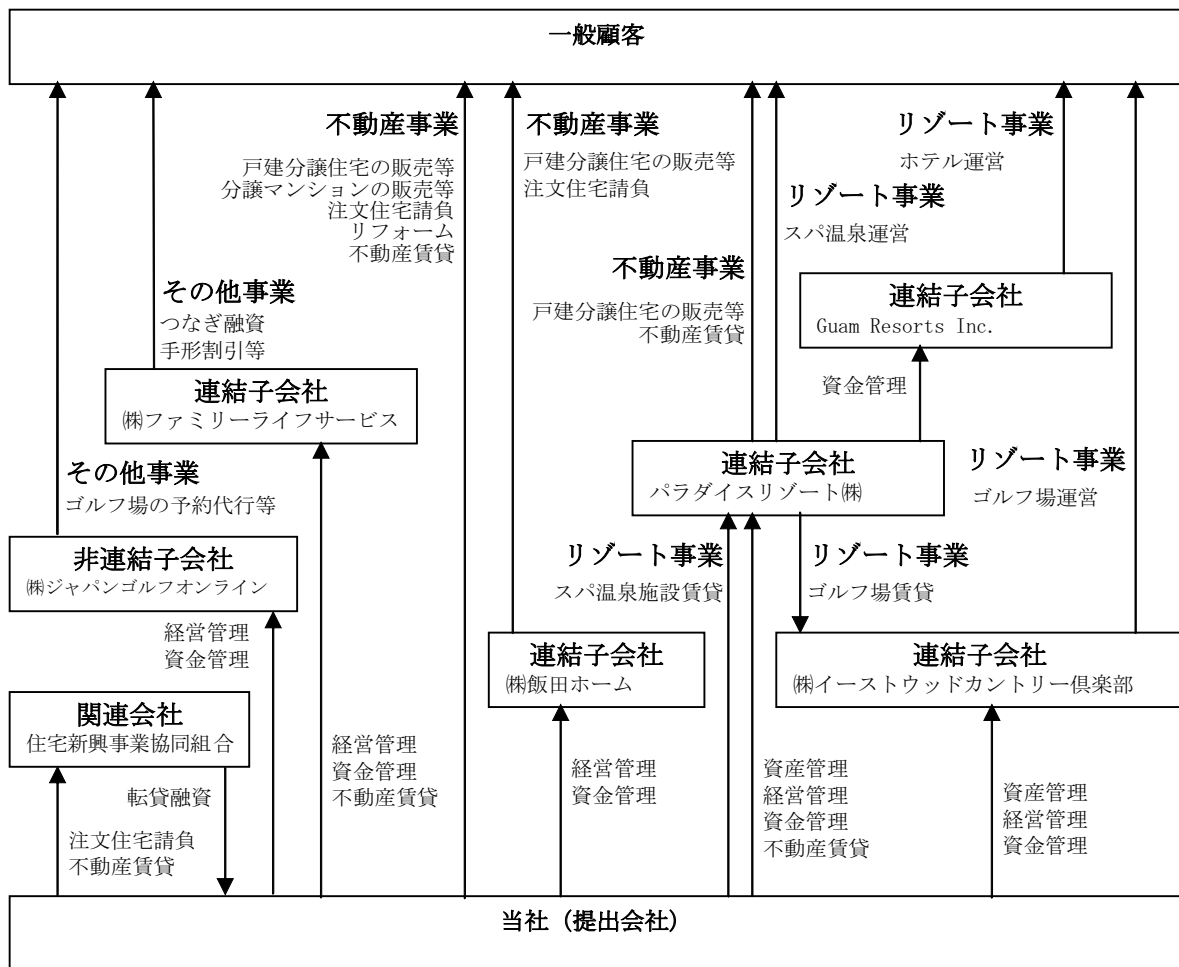 一般顧客
不動産事業
戸建分譲住宅の販売等
分譲マンションの販売等
注文住宅請負
リフォーム
不動産賃貸
不動産事業
戸建分譲住宅の販売等
注文住宅請負
リゾート事業
ホテル運営
リゾート事業
スパ温泉運営
不動産事業
戸建分譲住宅の販売等
不動産賃貸
その他事業
つなぎ融資
手形割引等
連結子会社
Guam Resorts Inc.
資金管理
連結子会社
㈱ファミリーライフサービス
連結子会社
パラダイスリゾート㈱
リゾート事業
ゴルフ場運営
その他事業
ゴルフ場の予約代行等
非連結子会社
㈱ジャパンゴルフオンライン
リゾート事業
スパ温泉施設賃貸
リゾート事業
ゴルフ場賃貸
経営管理
資金管理
連結子会社
㈱飯田ホーム
連結子会社
㈱イーストウッドカントリー倶楽部
関連会社
住宅新興事業協同組合
転貸融資
注文住宅請負
不動産賃貸
経営管理
資金管理
不動産賃貸
経営管理
資金管理
資産管理
経営管理
資金管理
不動産賃貸
資産管理
経営管理
資金管理
当社（提出会社）